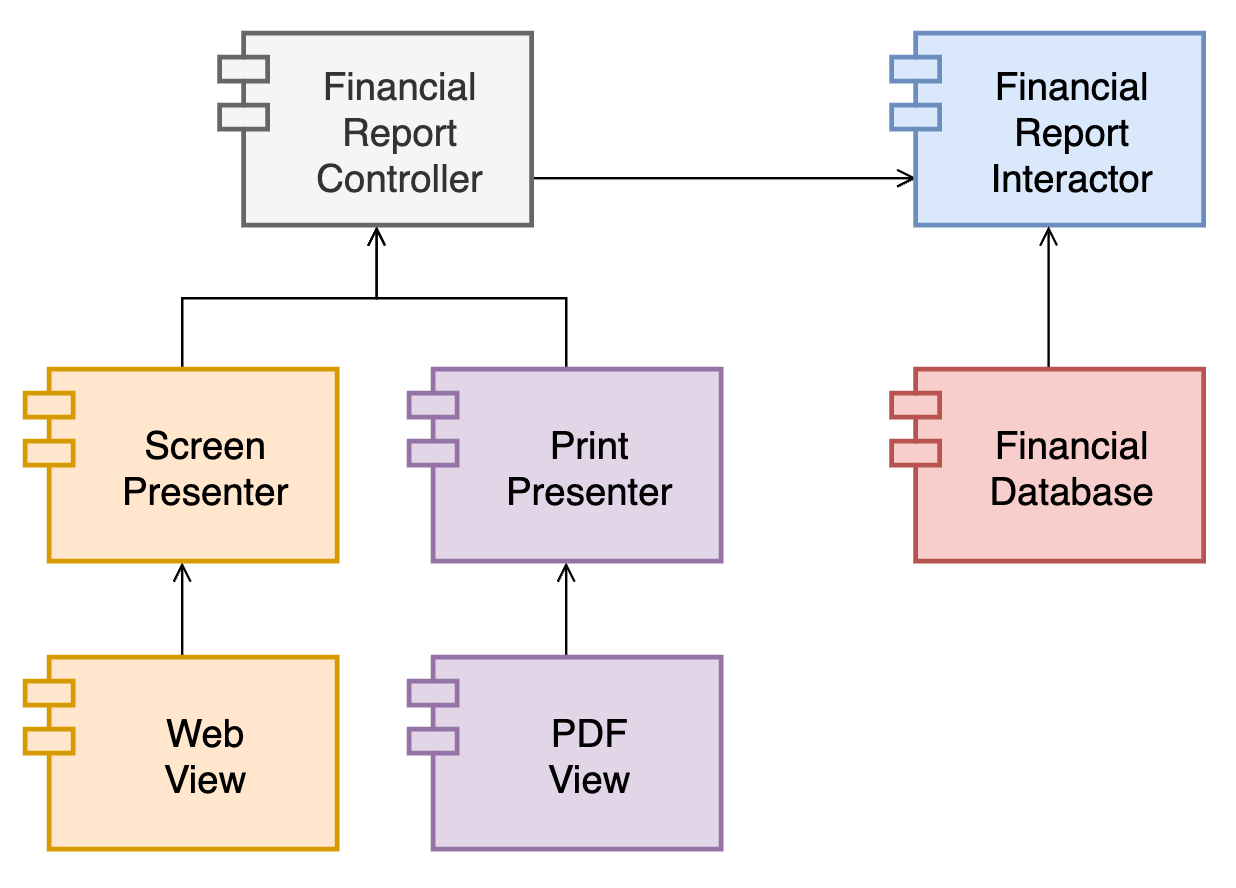 Financial
Report
Controller
Financial
Report
Interactor
Screen
Presenter
Print
Presenter
Financial
Database
Web
View
PDF
View